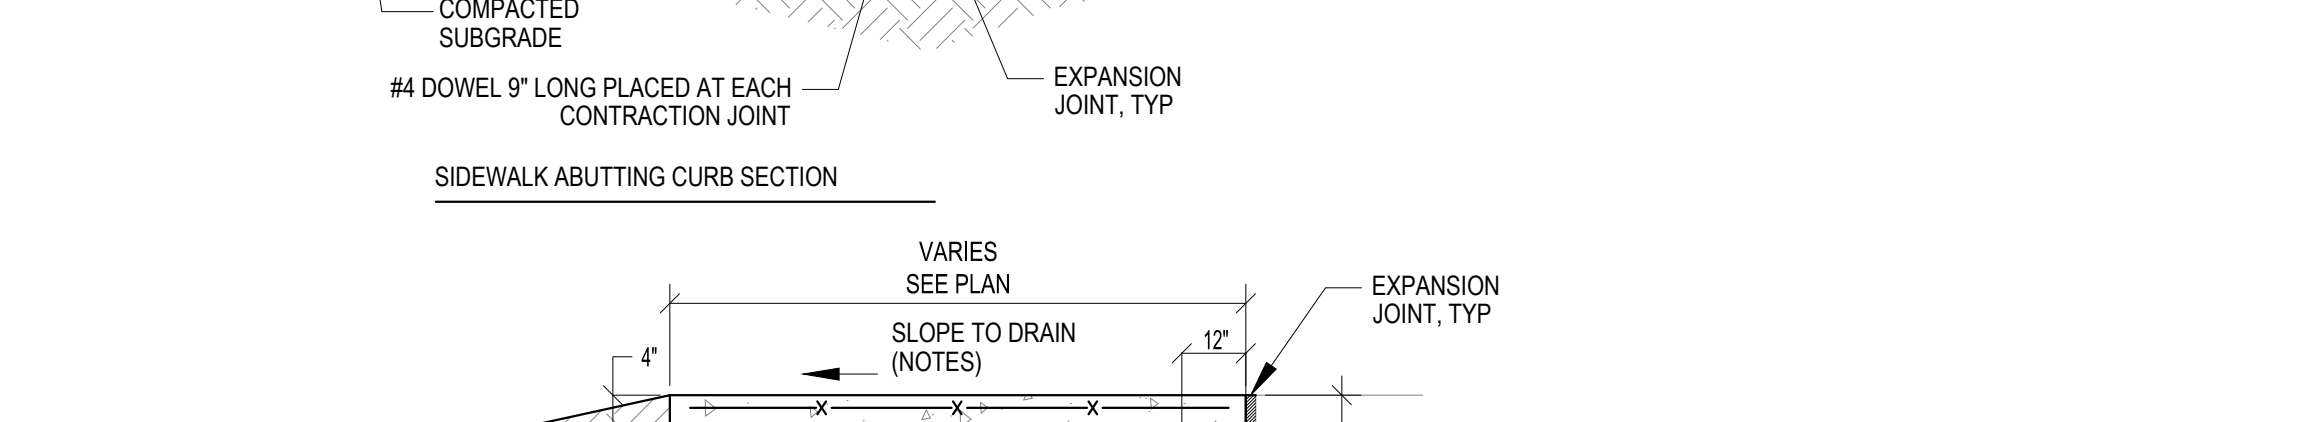 COMPACTED
SUBGRADE
#4 DOWEL 9" LONG PLACED AT EACH
CONTRACTION JOINT
EXPANSION
JOINT, TYP
SIDEWALK ABUTTING CURB SECTION
VARIES
SEE PLAN
EXPANSION
JOINT, TYP
SLOPE TO DRAIN
(NOTES)
12"
4"
X X X